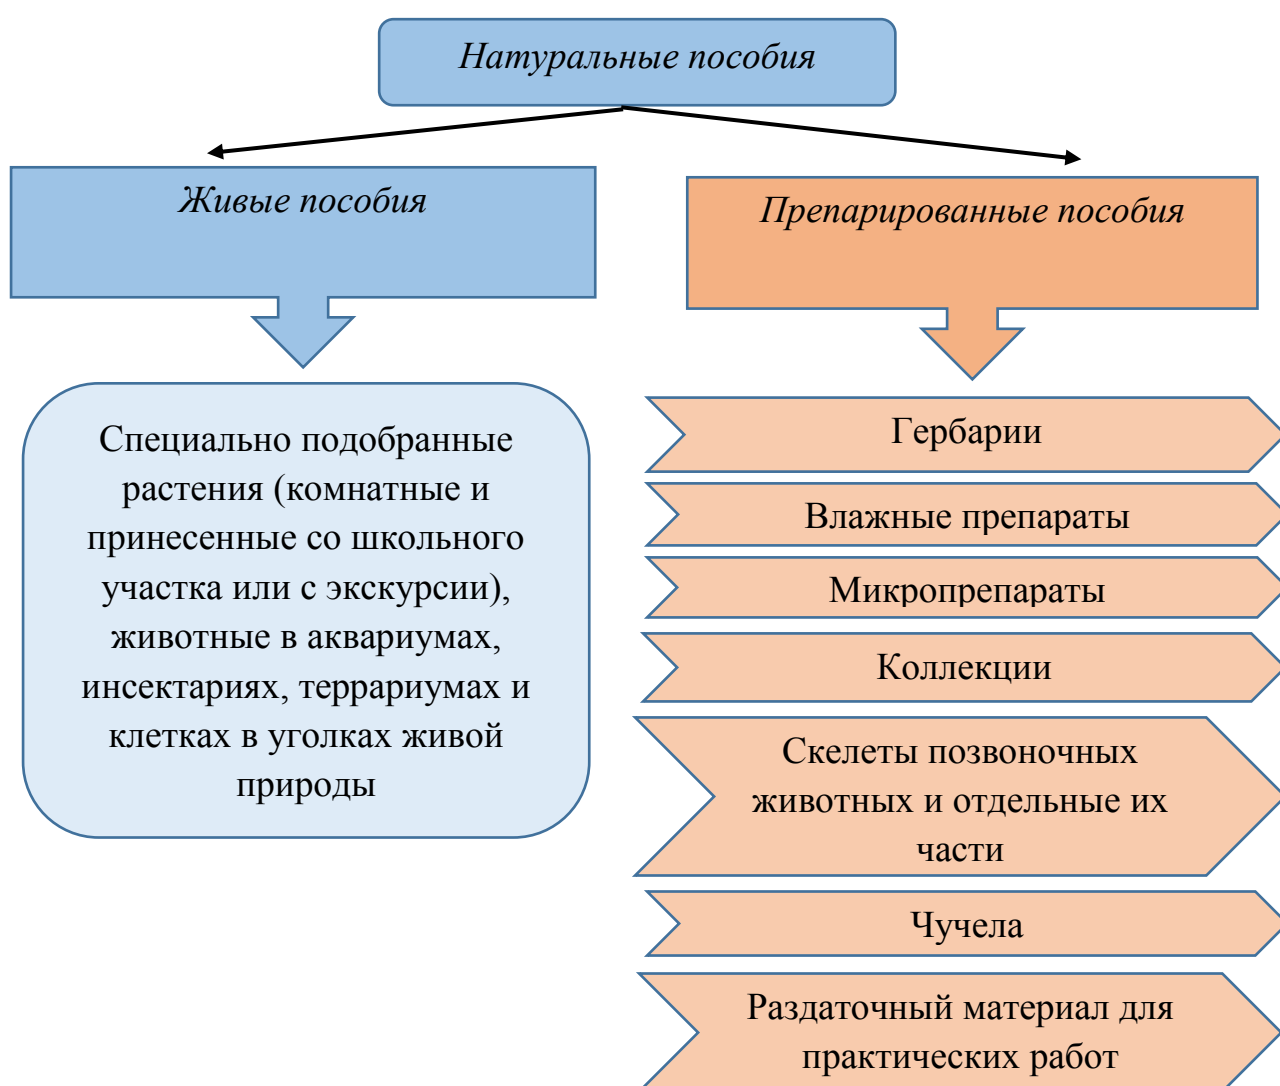 Натуральные пособия
Живые пособия
Препарированные пособия
Специально подобранные
растения (комнатные и
принесенные со школьного
участка или с экскурсии),
животные в аквариумах,
инсектариях, террариумах и
клетках в уголках живой
природы
Гербарии
Влажные препараты
Микропрепараты
Коллекции
Скелеты позвоночных
животных и отдельные их
части
Чучела
Раздаточный материал для
практических работ